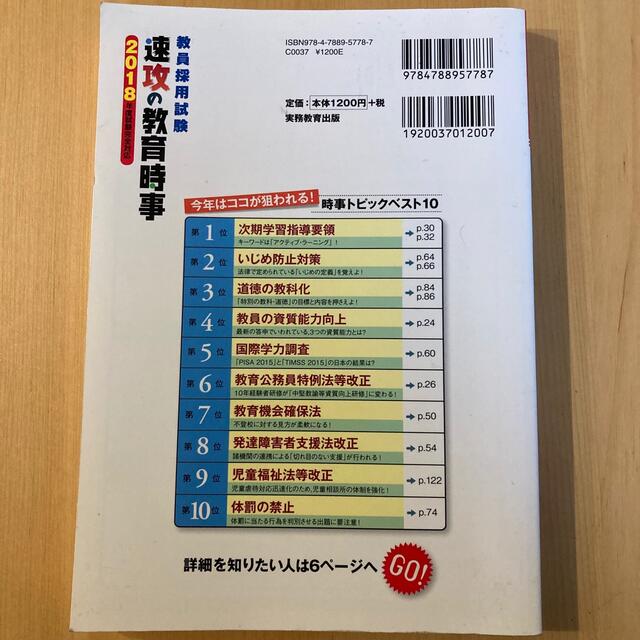 教員採用試験
速攻の教育時事
2018年度試験完全対応
ISBN978-4-7889-5778-7
C0037 ¥1200E
定価:本体1200円+税
実務教育出版
9784788957787
1920037012007
今年はココが狙われる!
時事トピックベスト10
第1位 次期学習指導要領 p.30 p.32
キーワードは「アクティブ・ラーニング」!
第2位 いじめ防止対策 p.64 p.66
法律で定められている「いじめの定義」を覚えよ!
第3位 道徳の教科化 p.84 p.86
「特別の教科・道徳」の目標と内容を押さえよ!
第4位 教員の資質能力向上 p.24
最新の答申でいわれている、3つの資質能力とは?
第5位 国際学力調査 p.60
「PISA 2015」と「TIMSS 2015」の日本の結果は?
第6位 教育公務員特例法等改正 p.26
10年経験者研修が「中堅教諭等資質向上研修」に変わる!
第7位 教育機会確保法 p.50
不登校に対する見方が柔軟になる!
第8位 発達障害者支援法改正 p.54
諸機関の連携による「切れ目のない支援」が行われる!
第9位 児童福祉法等改正 p.122
児童虐待対応迅速化のため、児童相談所の体制を強化!
第10位 体罰の禁止 p.74
体罰に当たる行為を判別させる出題に要注意!
詳細を知りたい人は6ページへ GO!